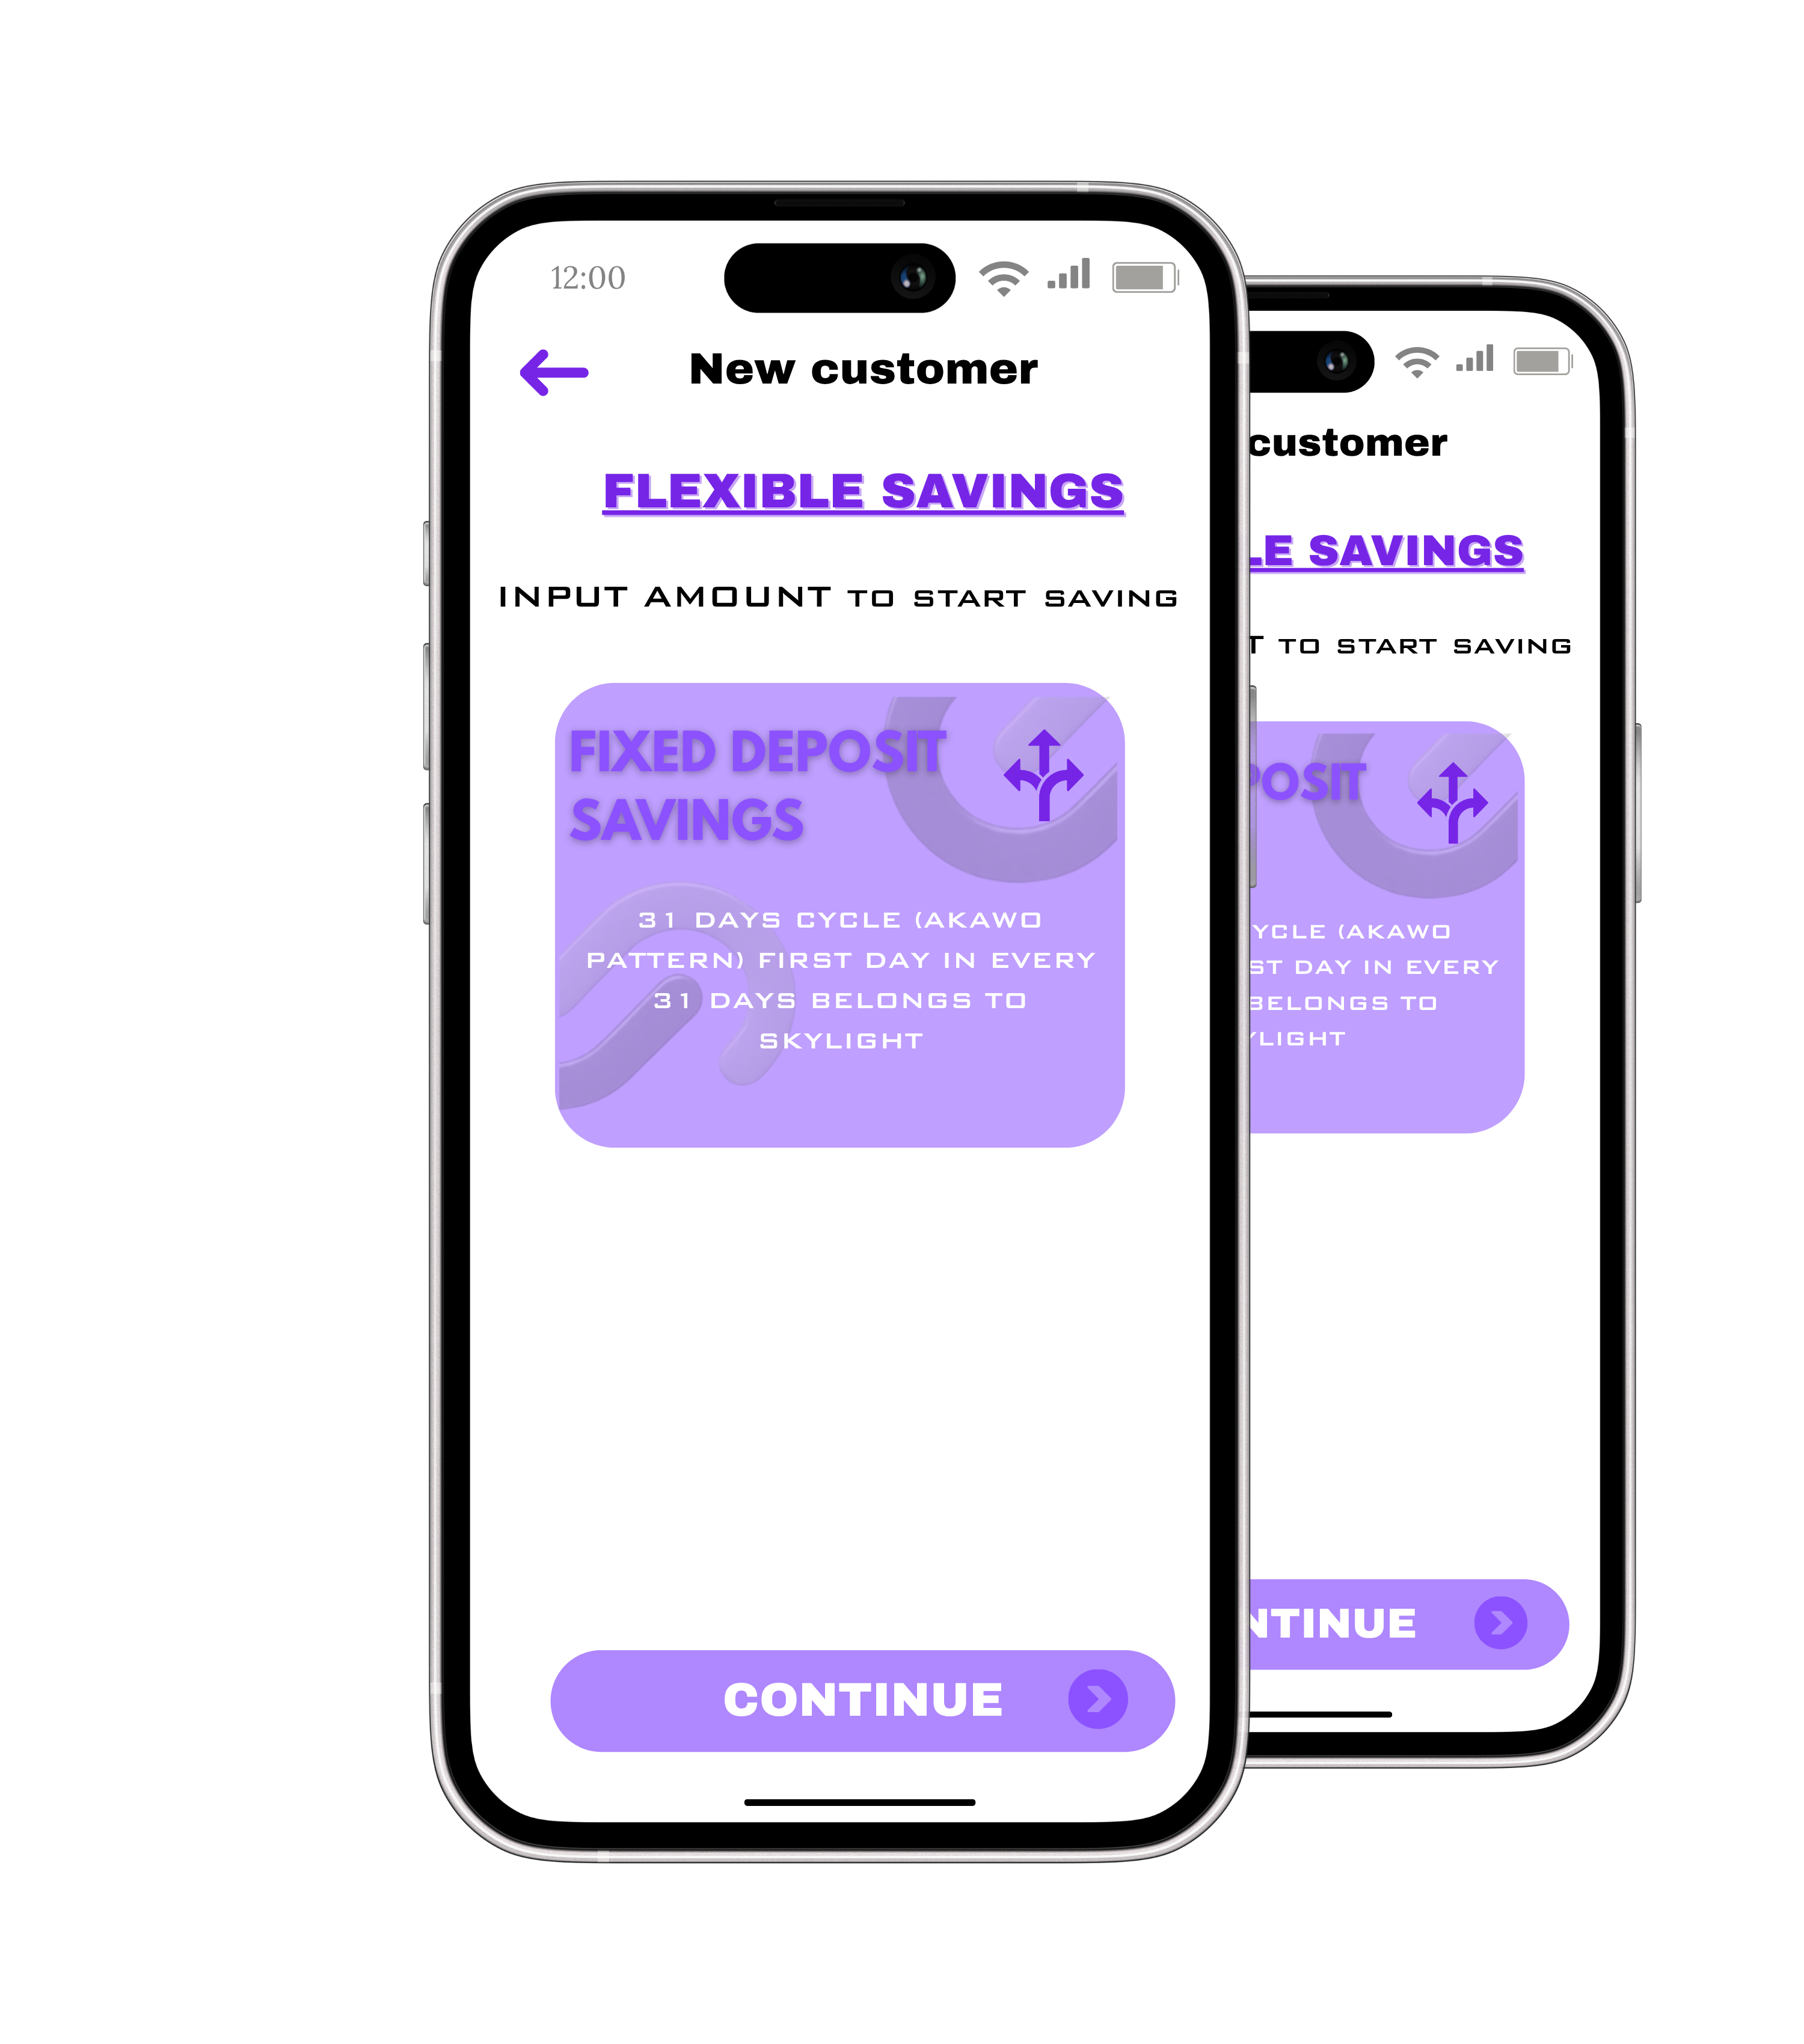 12:00
New customer
FLEXIBLE SAVINGS
INPUT AMOUNT TO START SAVING
FIXED DEPOSIT
SAVINGS
31 DAYS CYCLE (AKAWO
PATTERN) FIRST DAY IN EVERY
31 DAYS BELONGS TO
SKYLIGHT
CONTINUE
customer
LE SAVINGS
T TO START SAVING
POSIT
YCLE (AKAWO
ST DAY IN EVERY
BELONGS TO
YLIGHT
NTINUE